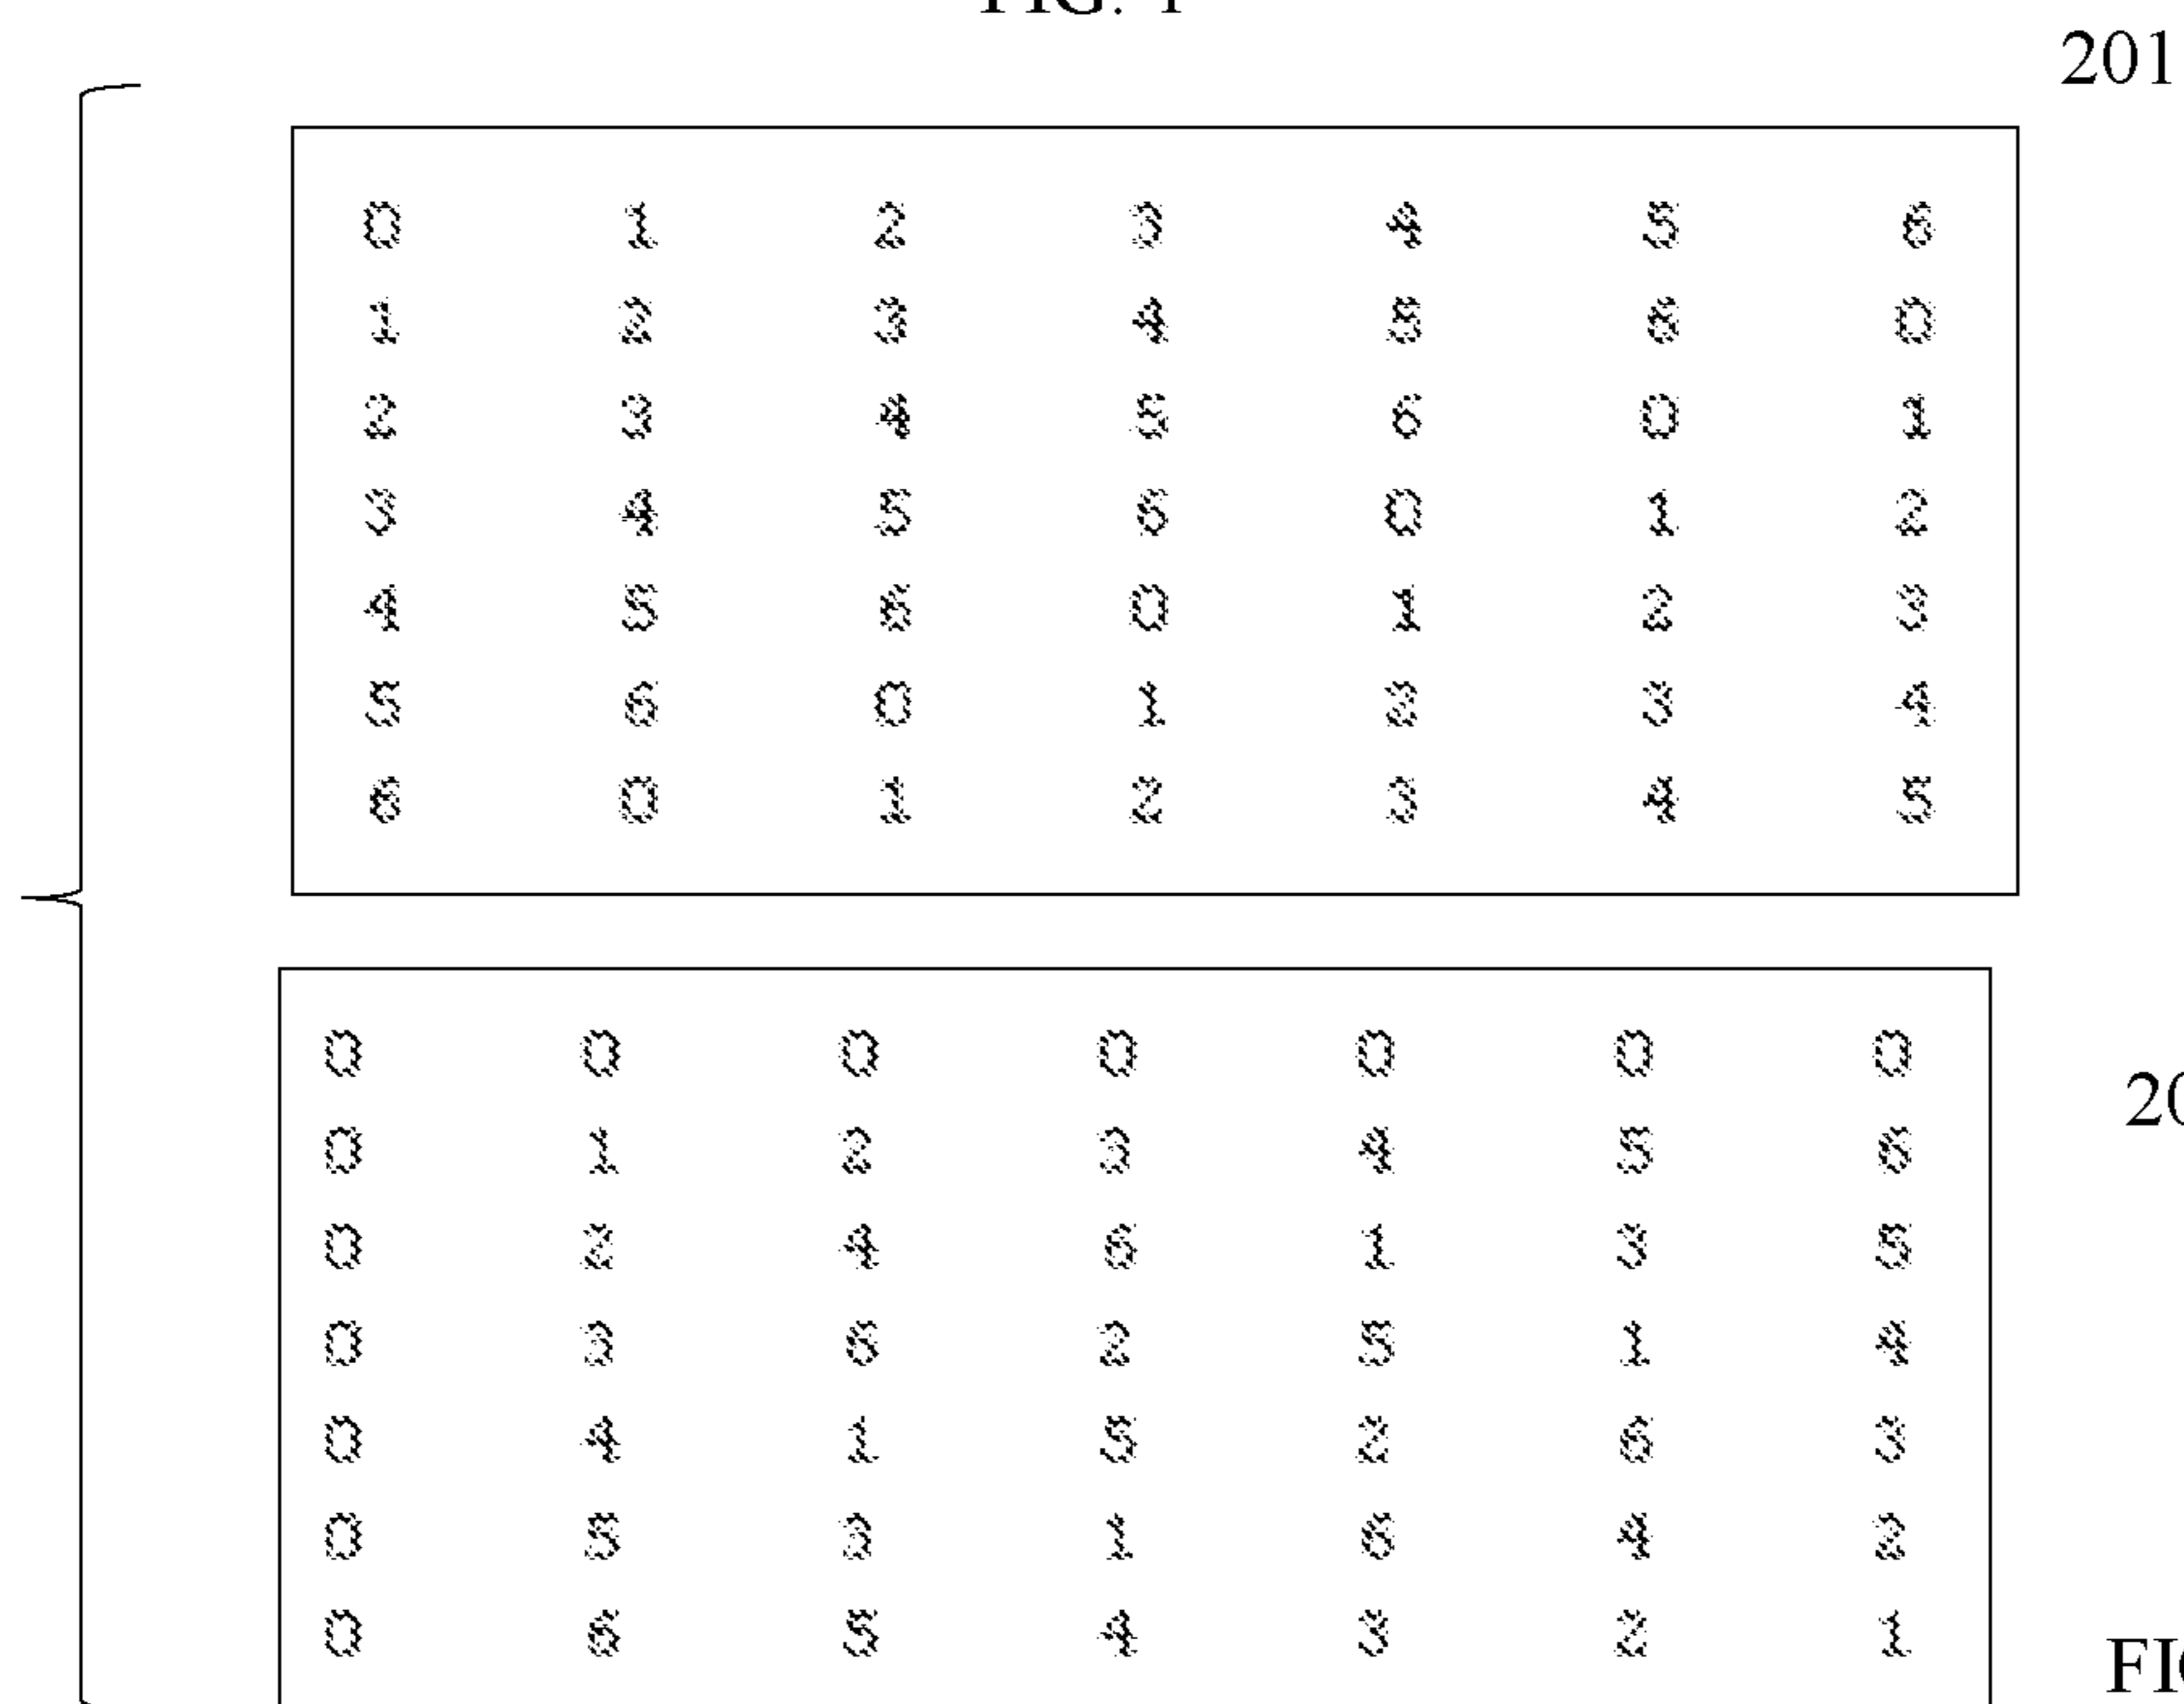 FIG. 1
201
0 1 2 3 4 5 6
1 2 3 4 5 6 0
2 3 4 5 6 0 1
3 4 5 6 0 1 2
4 5 6 0 1 2 3
5 6 0 1 2 3 4
6 0 1 2 3 4 5
0 0 0 0 0 0 0
20
0 1 2 3 4 5 6
0 2 4 6 1 3 5
0 3 6 2 5 1 4
0 4 1 5 2 6 3
0 5 3 1 6 4 2
0 6 5 4 3 2 1